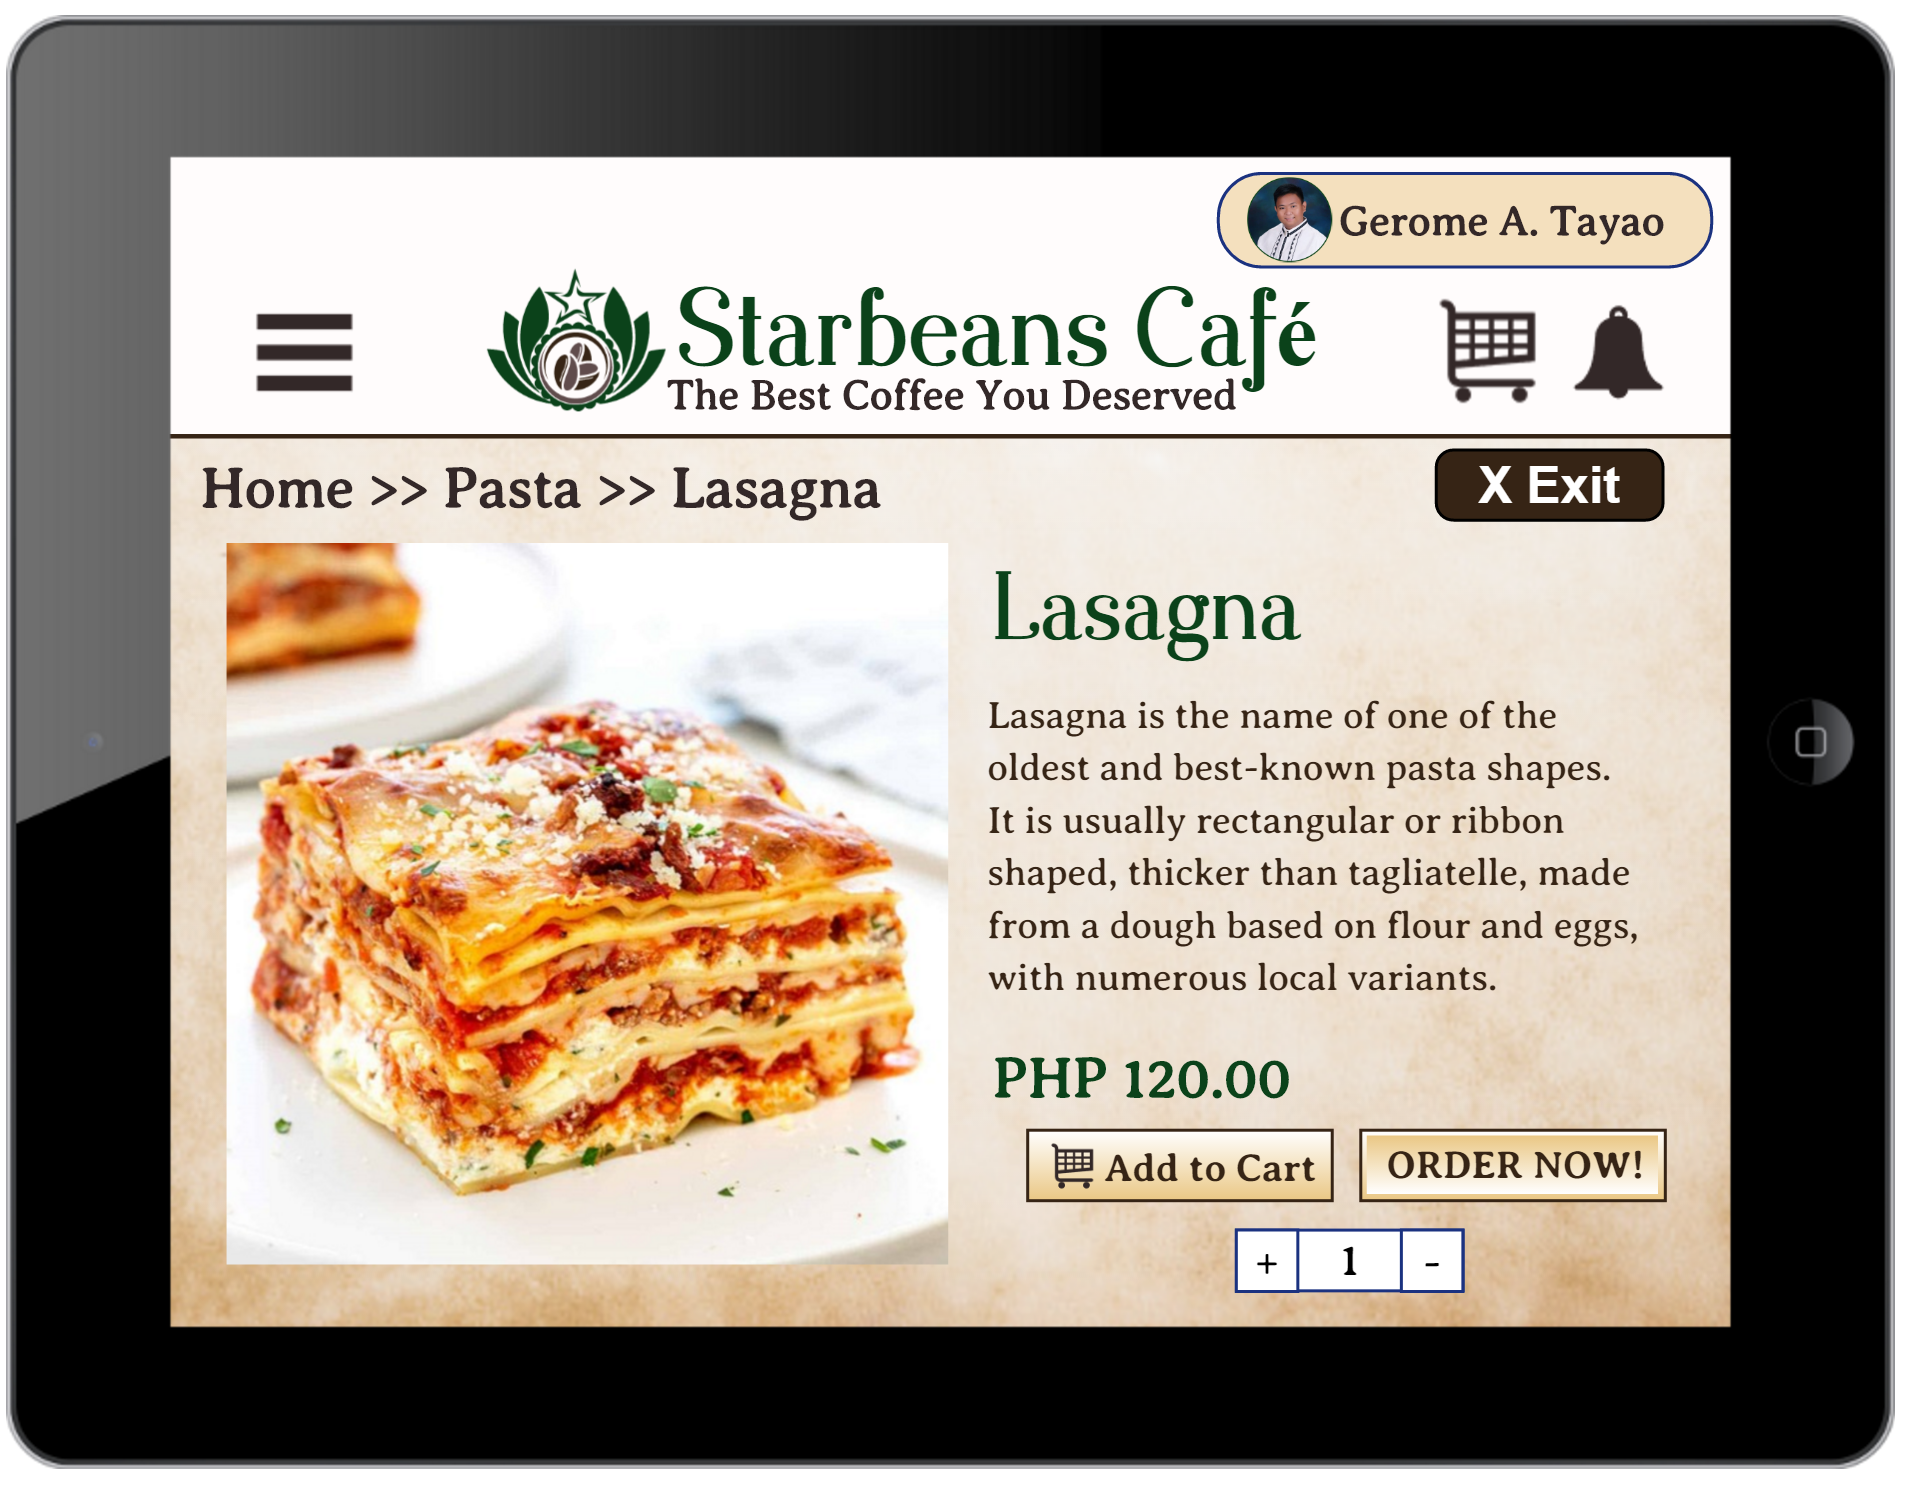 Gerome A. Tayao
Starbeans Café
The Best Coffee You Deserved
Home >> Pasta >> Lasagna
X Exit
Lasagna
Lasagna is the name of one of the
oldest and best-known pasta shapes.
It is usually rectangular or ribbon
shaped, thicker than tagliatelle, made
from a dough based on flour and eggs,
with numerous local variants.
PHP 120.00
Add to Cart
ORDER NOW!
+ 1 -